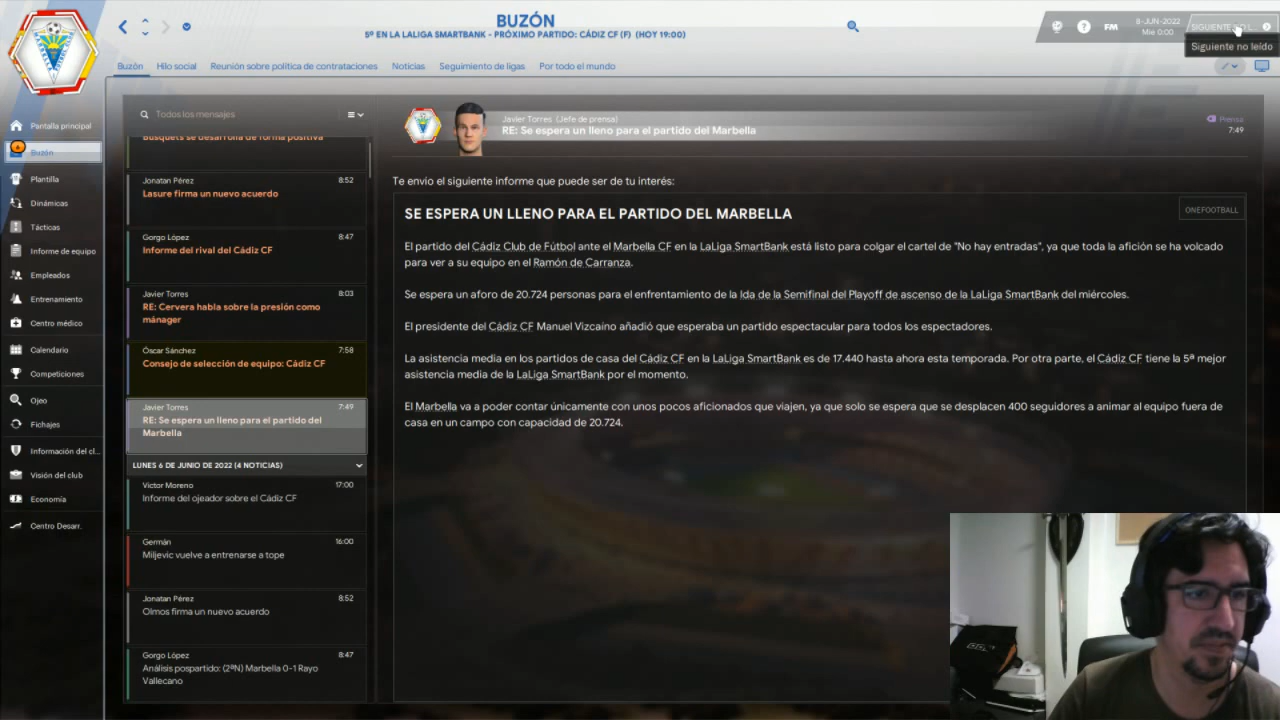 BUZÓN
5º EN LA LALIGA SMARTBANK - PRÓXIMO PARTIDO: CÁDIZ CF (F) (HOY 19:00)
FM
8-JUN-2022
Mié 0:00
SIGUIENTE NO L...
Siguiente no leído
Buzón
Hilo social
Reunión sobre política de contrataciones
Noticias
Seguimiento de ligas
Por todo el mundo
Pantalla principal
Buzón
Plantilla
Dinámicas
Tácticas
Informe de equipo
Empleados
Entrenamiento
Centro médico
Calendario
Competiciones
Ojeo
Fichajes
Información del cl...
Visión del club
Economía
Centro Desarr.
Todos los mensajes
Busquets se desarrolla de forma positiva
Jonatan Pérez 8:52
Lasure firma un nuevo acuerdo
Gorgo López 8:47
Informe del rival del Cádiz CF
Javier Torres 8:03
RE: Cervera habla sobre la presión como
mánager
Óscar Sánchez 7:58
Consejo de selección de equipo: Cádiz CF
Javier Torres 7:49
RE: Se espera un lleno para el partido del
Marbella
LUNES 6 DE JUNIO DE 2022 (4 NOTICIAS)
Víctor Moreno 17:00
Informe del ojeador sobre el Cádiz CF
Germán 16:00
Miljevic vuelve a entrenarse a tope
Jonatan Pérez 8:52
Olmos firma un nuevo acuerdo
Gorgo López 8:47
Análisis pospartido: (2ªN) Marbella 0-1 Rayo
Vallecano
Javier Torres (Jefe de prensa)
RE: Se espera un lleno para el partido del Marbella
Prensa
7:49
Te envío el siguiente informe que puede ser de tu interés:
SE ESPERA UN LLENO PARA EL PARTIDO DEL MARBELLA
ONEFOOTBALL
El partido del Cádiz Club de Fútbol ante el Marbella CF en la LaLiga SmartBank está listo para colgar el cartel de "No hay entradas", ya que toda la afición se ha volcado
para ver a su equipo en el Ramón de Carranza.
Se espera un aforo de 20.724 personas para el enfrentamiento de la Ida de la Semifinal del Playoff de ascenso de la LaLiga SmartBank del miércoles.
El presidente del Cádiz CF Manuel Vizcaíno añadió que esperaba un partido espectacular para todos los espectadores.
La asistencia media en los partidos de casa del Cádiz CF en la LaLiga SmartBank es de 17.440 hasta ahora esta temporada. Por otra parte, el Cádiz CF tiene la 5ª mejor
asistencia media de la LaLiga SmartBank por el momento.
El Marbella va a poder contar únicamente con unos pocos aficionados que viajen, ya que solo se espera que se desplacen 400 seguidores a animar al equipo fuera de
casa en un campo con capacidad de 20.724.